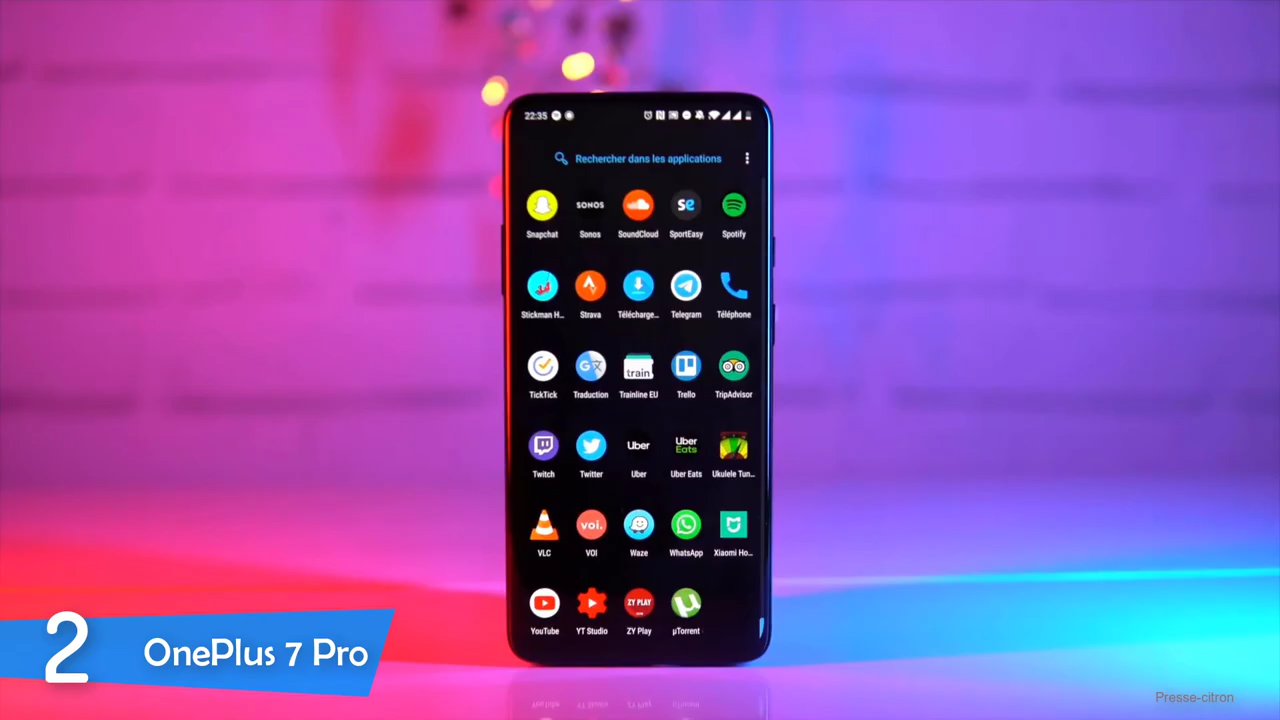 22:35
Rechercher dans les applications
SONOS
se
Snapchat Sonos SoundCloud SportEasy Spotify
Stickman H... Strava Télécharge... Telegram Téléphone
train
TickTick Traduction Trainline EU Trello TripAdvisor
Uber
Uber Eats
Twitch Twitter Uber Uber Eats Ukulele Tun...
voi.
VLC VOI Waze WhatsApp Xiaomi Ho...
ZY PLAY
YouTube YT Studio ZY Play µTorrent
2 OnePlus 7 Pro
Presse-citron